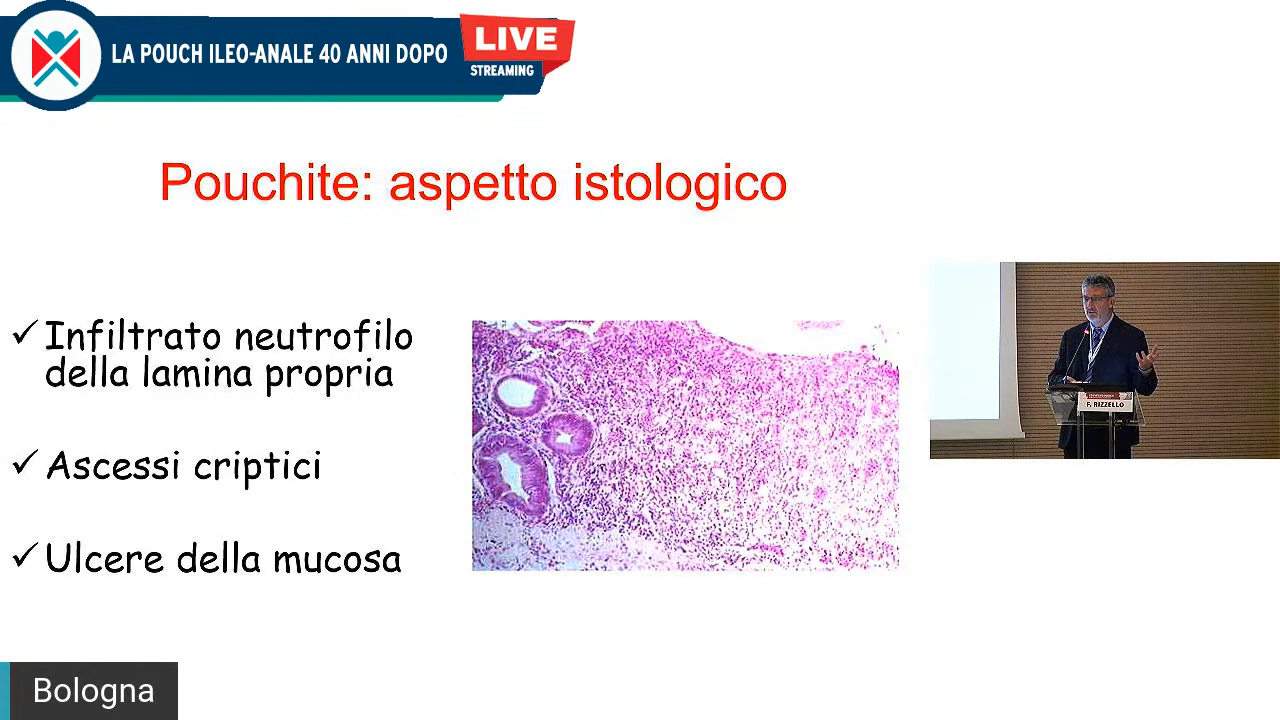 LA POUCH ILEO-ANALE 40 ANNI DOPO
LIVE
STREAMING
Pouchite: aspetto istologico
✓ Infiltrato neutrofilo
della lamina propria
✓ Ascessi criptici
✓ Ulcere della mucosa
F. RIZZELLO
Bologna